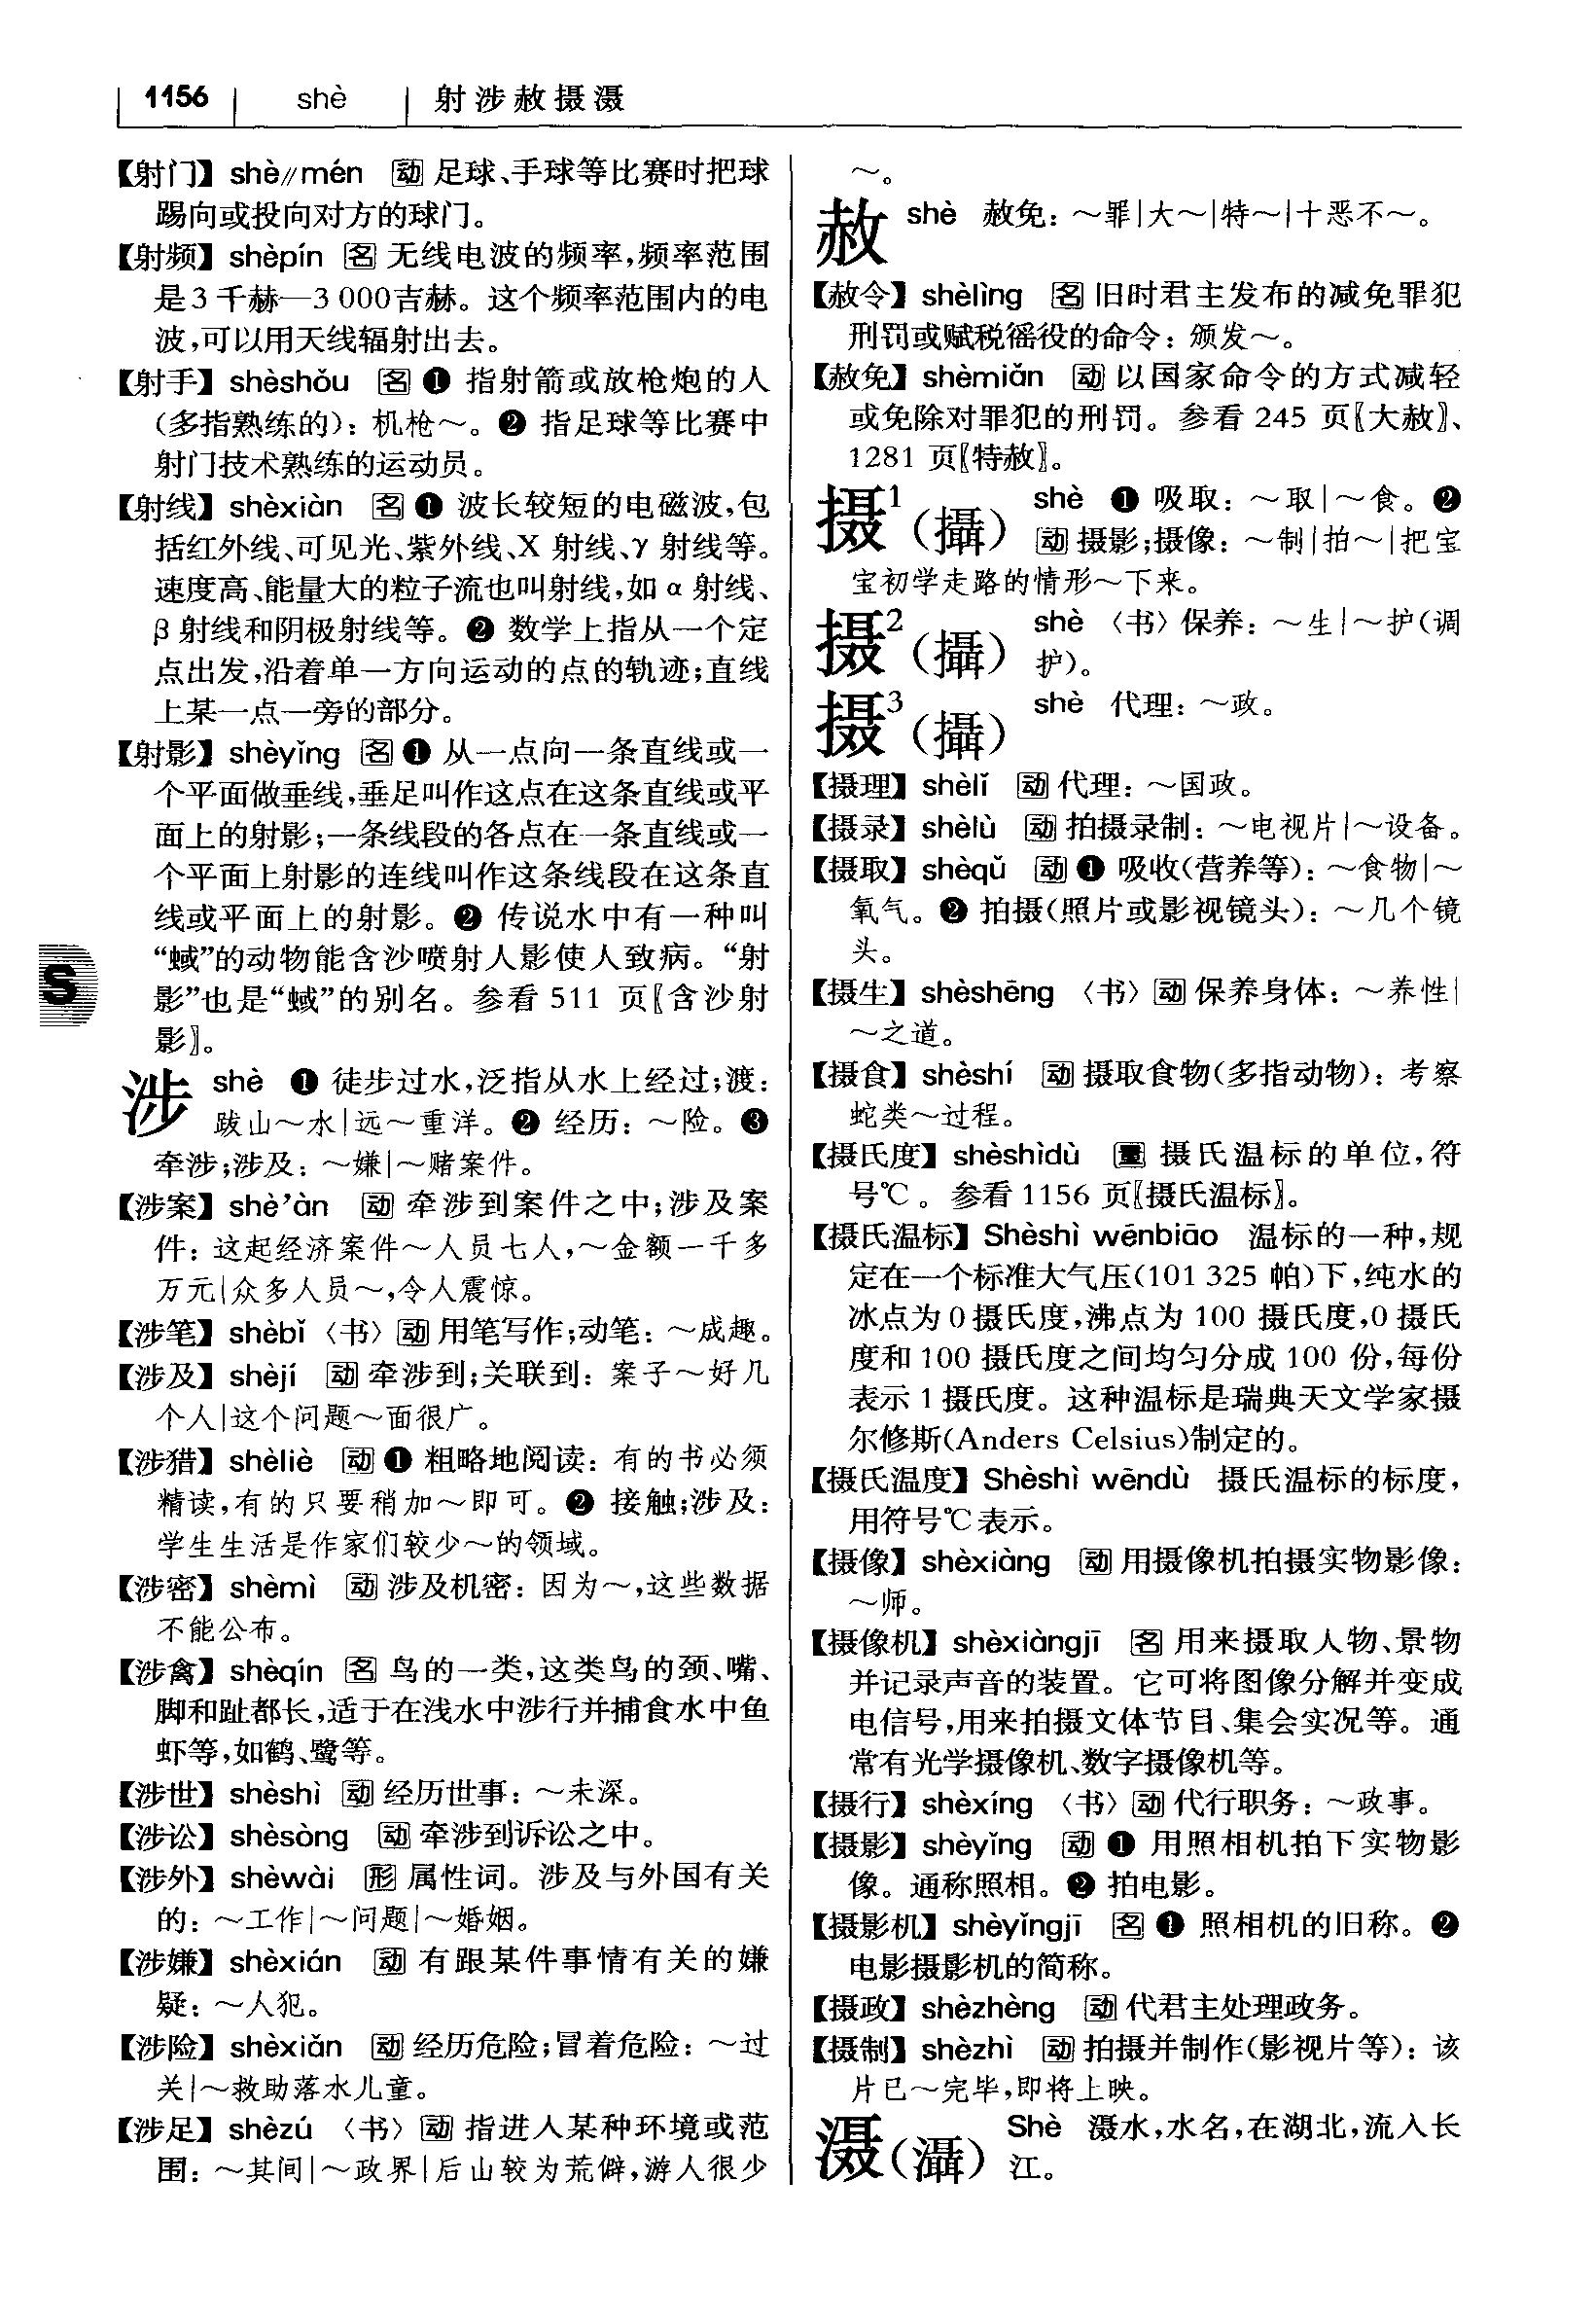 1156 shè 射涉赦摄滠
【射门】 shè//mén 动 足球、手球等比赛时把球
踢向或投向对方的球门。
【射频】 shèpín 名 无线电波的频率,频率范围
是3千赫—3 000吉赫。这个频率范围内的电
波,可以用天线辐射出去。
【射手】 shèshǒu 名 ❶ 指射箭或放枪炮的人
(多指熟练的):机枪~。❷ 指足球等比赛中
射门技术熟练的运动员。
【射线】 shèxiàn 名 ❶ 波长较短的电磁波,包
括红外线、可见光、紫外线、X 射线、γ 射线等。
速度高、能量大的粒子流也叫射线,如 α 射线、
β 射线和阴极射线等。❷ 数学上指从一个定
点出发,沿着单一方向运动的点的轨迹;直线
上某一点一旁的部分。
【射影】 shèyǐng 名 ❶ 从一点向一条直线或一
个平面做垂线,垂足叫作这点在这条直线或平
面上的射影;一条线段的各点在一条直线或一
个平面上射影的连线叫作这条线段在这条直
线或平面上的射影。❷ 传说水中有一种叫
“蜮”的动物能含沙喷射人影使人致病。“射
影”也是“蜮”的别名。参看 511 页〖含沙射
影〗。
涉 shè ❶ 徒步过水,泛指从水上经过;渡:
跋山~水|远~重洋。❷ 经历:~险。❸
牵涉;涉及:~嫌|~赌案件。
【涉案】 shè’àn 动 牵涉到案件之中;涉及案
件:这起经济案件~人员七人,~金额一千多
万元|众多人员~,令人震惊。
【涉笔】 shèbǐ 〈书〉动 用笔写作;动笔:~成趣。
【涉及】 shèjí 动 牵涉到;关联到:案子~好几
个人|这个问题~面很广。
【涉猎】 shèliè 动 ❶ 粗略地阅读:有的书必须
精读,有的只要稍加~即可。❷ 接触;涉及:
学生生活是作家们较少~的领域。
【涉密】 shèmì 动 涉及机密:因为~,这些数据
不能公布。
【涉禽】 shèqín 名 鸟的一类,这类鸟的颈、嘴、
脚和趾都长,适于在浅水中涉行并捕食水中鱼
虾等,如鹤、鹭等。
【涉世】 shèshì 动 经历世事:~未深。
【涉讼】 shèsòng 动 牵涉到诉讼之中。
【涉外】 shèwài 形 属性词。涉及与外国有关
的:~工作|~问题|~婚姻。
【涉嫌】 shèxián 动 有跟某件事情有关的嫌
疑:~人犯。
【涉险】 shèxiǎn 动 经历危险;冒着危险:~过
关|~救助落水儿童。
【涉足】 shèzú 〈书〉动 指进入某种环境或范
围:~其间|~政界|后山较为荒僻,游人很少
~。
赦 shè 赦免:~罪|大~|特~|十恶不~。
【赦令】 shèlìng 名 旧时君主发布的减免罪犯
刑罚或赋税徭役的命令:颁发~。
【赦免】 shèmiǎn 动 以国家命令的方式减轻
或免除对罪犯的刑罚。参看 245 页〖大赦〗、
1281 页〖特赦〗。
摄1(攝) shè ❶ 吸取:~取|~食。❷
动 摄影;摄像:~制|拍~|把宝
宝初学走路的情形~下来。
摄2(攝) shè 〈书〉保养:~生|~护(调
护)。
摄3(攝) shè 代理:~政。
【摄理】 shèlǐ 动 代理:~国政。
【摄录】 shèlù 动 拍摄录制:~电视片|~设备。
【摄取】 shèqǔ 动 ❶ 吸收(营养等):~食物|~
氧气。❷ 拍摄(照片或影视镜头):~几个镜
头。
【摄生】 shèshēng 〈书〉动 保养身体:~养性|
~之道。
【摄食】 shèshí 动 摄取食物(多指动物):考察
蛇类~过程。
【摄氏度】 shèshìdù 量 摄氏温标的单位,符
号℃。参看 1156 页〖摄氏温标〗。
【摄氏温标】 Shèshì wēnbiāo 温标的一种,规
定在一个标准大气压(101 325 帕)下,纯水的
冰点为 0 摄氏度,沸点为 100 摄氏度,0 摄氏
度和 100 摄氏度之间均匀分成 100 份,每份
表示 1 摄氏度。这种温标是瑞典天文学家摄
尔修斯(Anders Celsius)制定的。
【摄氏温度】 Shèshì wēndù 摄氏温标的标度,
用符号℃表示。
【摄像】 shèxiàng 动 用摄像机拍摄实物影像:
~师。
【摄像机】 shèxiàngjī 名 用来摄取人物、景物
并记录声音的装置。它可将图像分解并变成
电信号,用来拍摄文体节目、集会实况等。通
常有光学摄像机、数字摄像机等。
【摄行】 shèxíng 〈书〉动 代行职务:~政事。
【摄影】 shèyǐng 动 ❶ 用照相机拍下实物影
像。通称照相。❷ 拍电影。
【摄影机】 shèyǐngjī 名 ❶ 照相机的旧称。❷
电影摄影机的简称。
【摄政】 shèzhèng 动 代君主处理政务。
【摄制】 shèzhì 动 拍摄并制作(影视片等):该
片已~完毕,即将上映。
滠(灄) Shè 滠水,水名,在湖北,流入长
江。
S